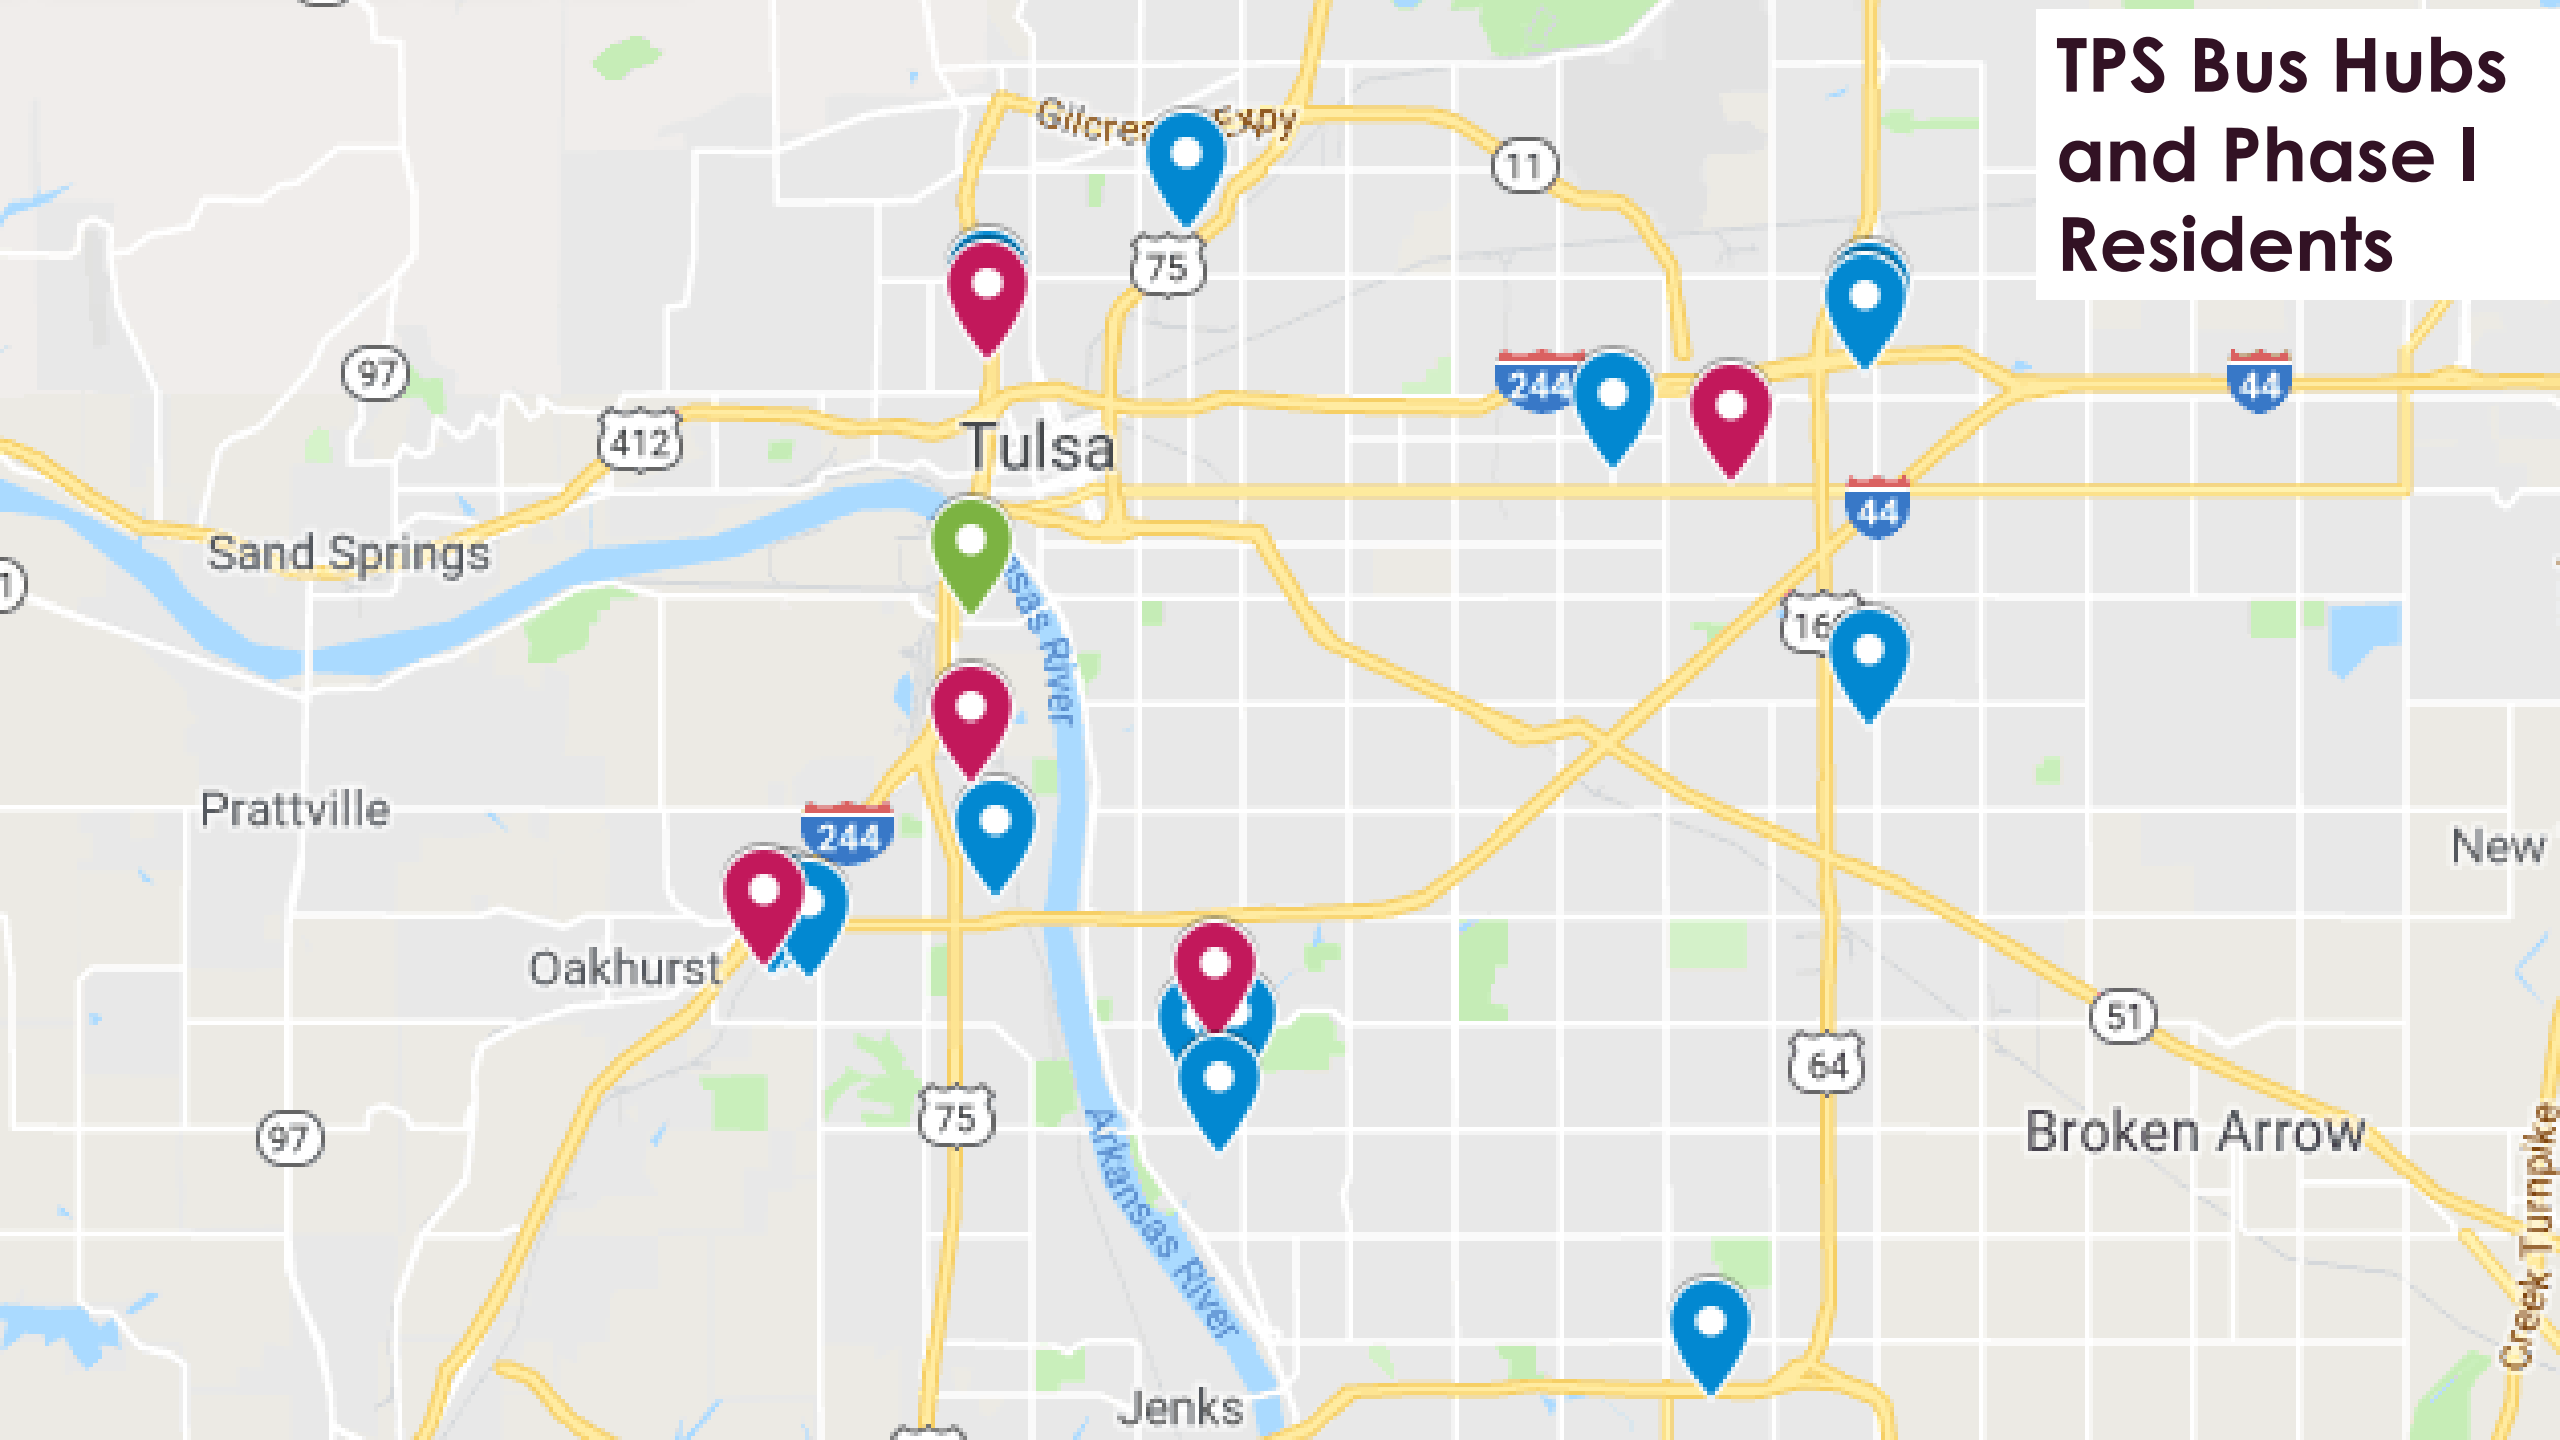 TPS Bus Hubs
and Phase I
Residents
Expy
11
75
97
244
44
412
Tulsa
44
Sand Springs
River
Prattville
244
New
Oakhurst
51
64
75
97
Broken Arrow
Arkansas River
Creek Turnpike
Jenks